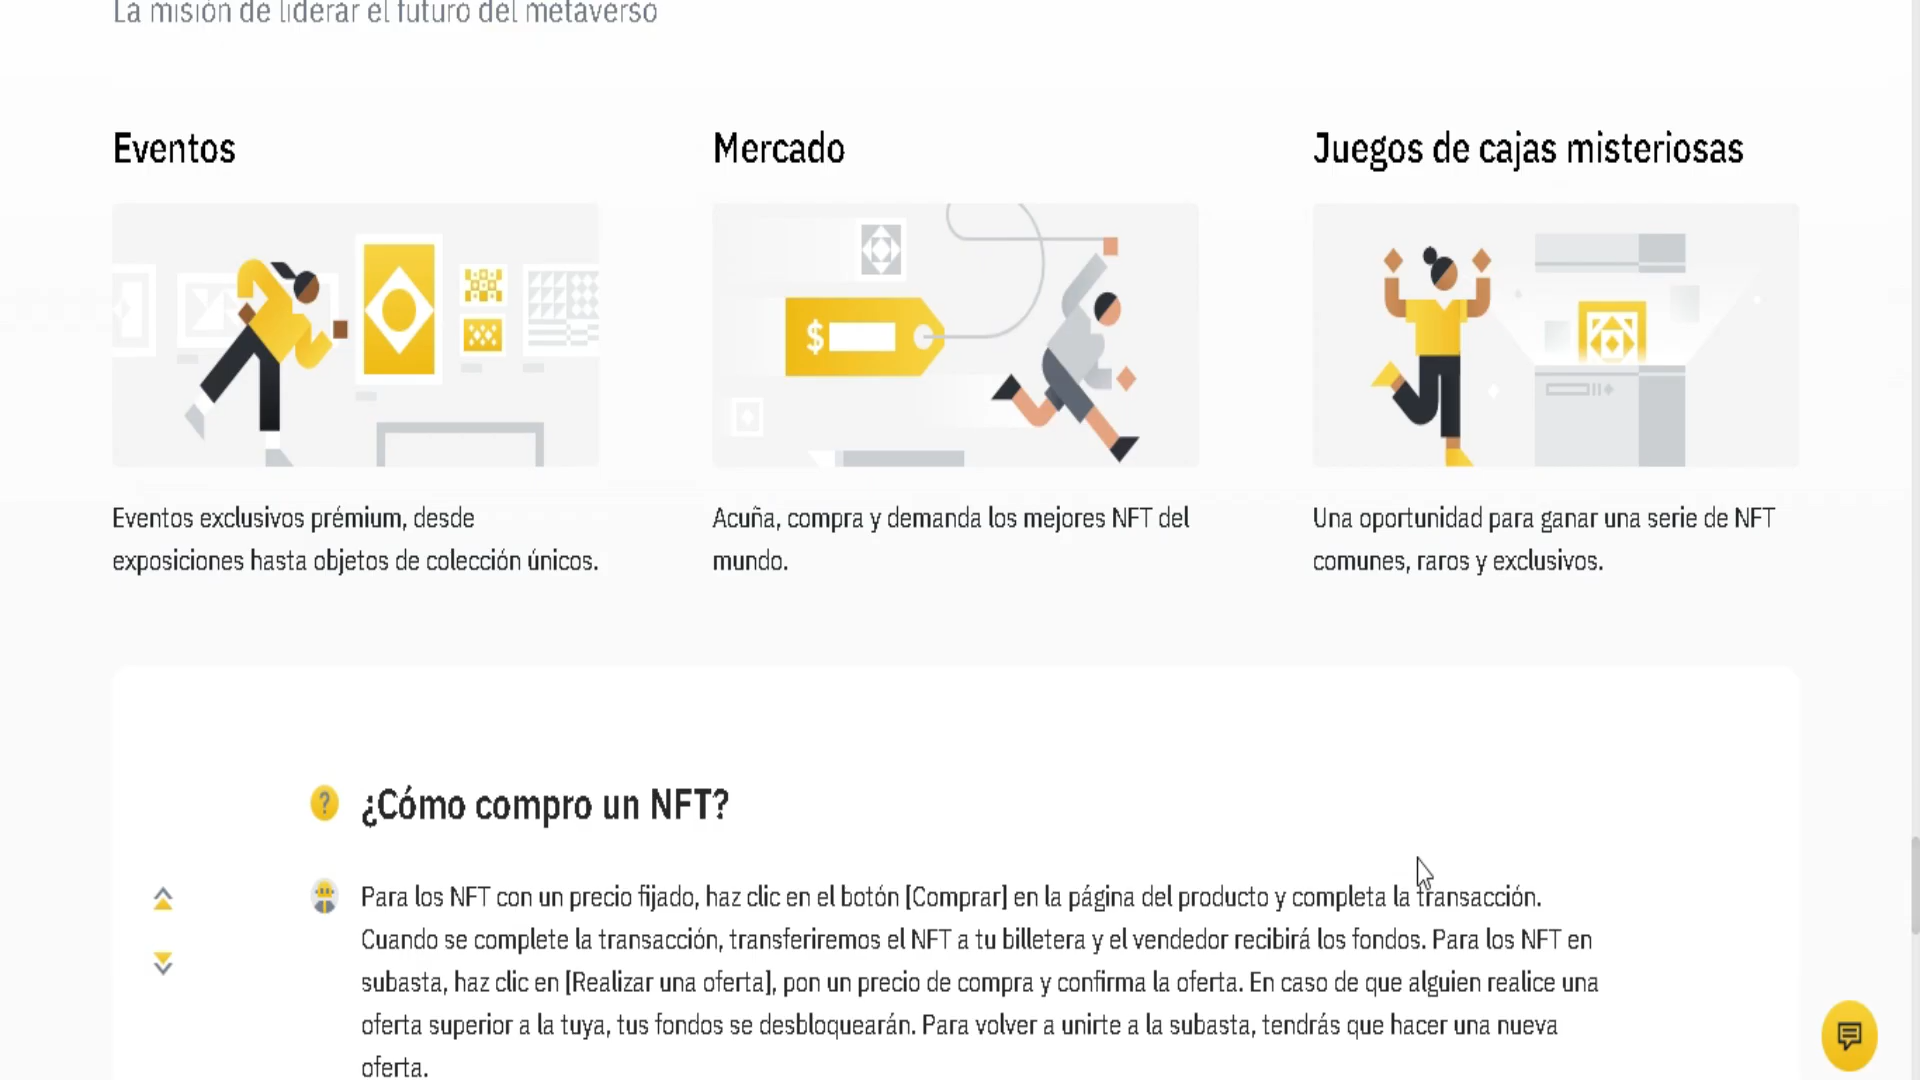 La misión de liderar el futuro del metaverso
Eventos
Mercado
Juegos de cajas misteriosas
$
Eventos exclusivos prémium, desde
exposiciones hasta objetos de colección únicos.
Acuña, compra y demanda los mejores NFT del
mundo.
Una oportunidad para ganar una serie de NFT
comunes, raros y exclusivos.
?
¿Cómo compro un NFT?
Para los NFT con un precio fijado, haz clic en el botón [Comprar] en la página del producto y completa la transacción.
Cuando se complete la transacción, transferiremos el NFT a tu billetera y el vendedor recibirá los fondos. Para los NFT en
subasta, haz clic en [Realizar una oferta], pon un precio de compra y confirma la oferta. En caso de que alguien realice una
oferta superior a la tuya, tus fondos se desbloquearán. Para volver a unirte a la subasta, tendrás que hacer una nueva
oferta.